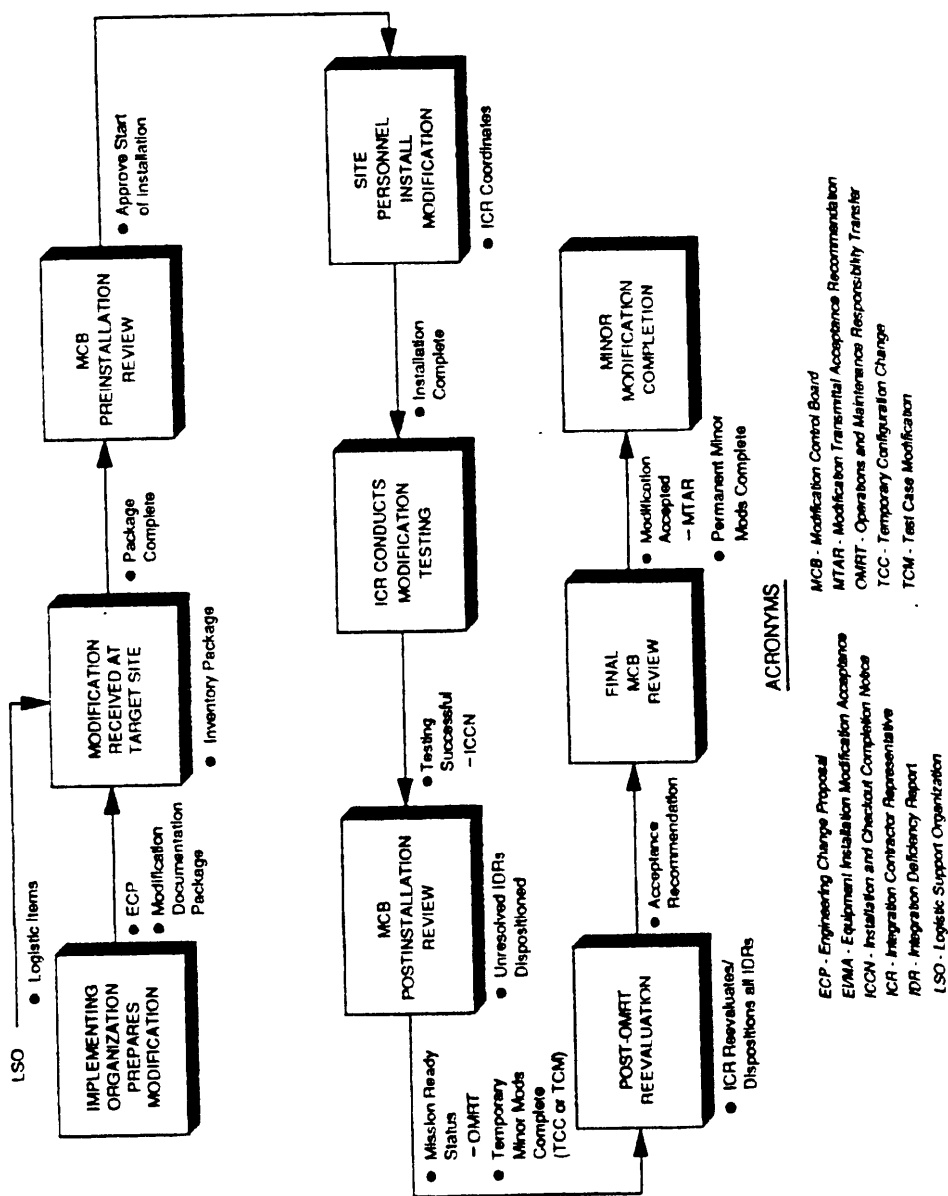 LSO
● Logistic Items
IMPLEMENTING
ORGANIZATION
PREPARES
MODIFICATION
● ECP
● Modification
Documentation
Package
MODIFICATION
RECEIVED AT
TARGET SITE
● Inventory Package
● Package
Complete
MCB
PREINSTALLATION
REVIEW
● Approve Start
of Installation
SITE
PERSONNEL
INSTALL
MODIFICATION
● ICR Coordinates
● Installation
Complete
ICR CONDUCTS
MODIFICATION
TESTING
● Testing
Successful
– ICCN
MCB
POSTINSTALLATION
REVIEW
● Unresolved IDRs
Dispositioned
● Mission Ready
Status
– OMRT
● Temporary
Minor Mods
Complete
(TCC or TCM)
POST-OMRT
REEVALUATION
● ICR Reevaluates/
Dispositions all IDRs
● Acceptance
Recommendation
FINAL
MCB
REVIEW
● Modification
Accepted
– MTAR
● Permanent Minor
Mods Complete
MINOR
MODIFICATION
COMPLETION
ACRONYMS
ECP - Engineering Change Proposal
E/IMA - Equipment Installation Modification Acceptance
ICCN - Installation and Checkout Completion Notice
ICR - Integration Contractor Representative
IDR - Integration Deficiency Report
LSO - Logistic Support Organization
MCB - Modification Control Board
MTAR - Modification Transmittal Acceptance Recommendation
OMRT - Operations and Maintenance Responsibility Transfer
TCC - Temporary Configuration Change
TCM - Test Case Modification